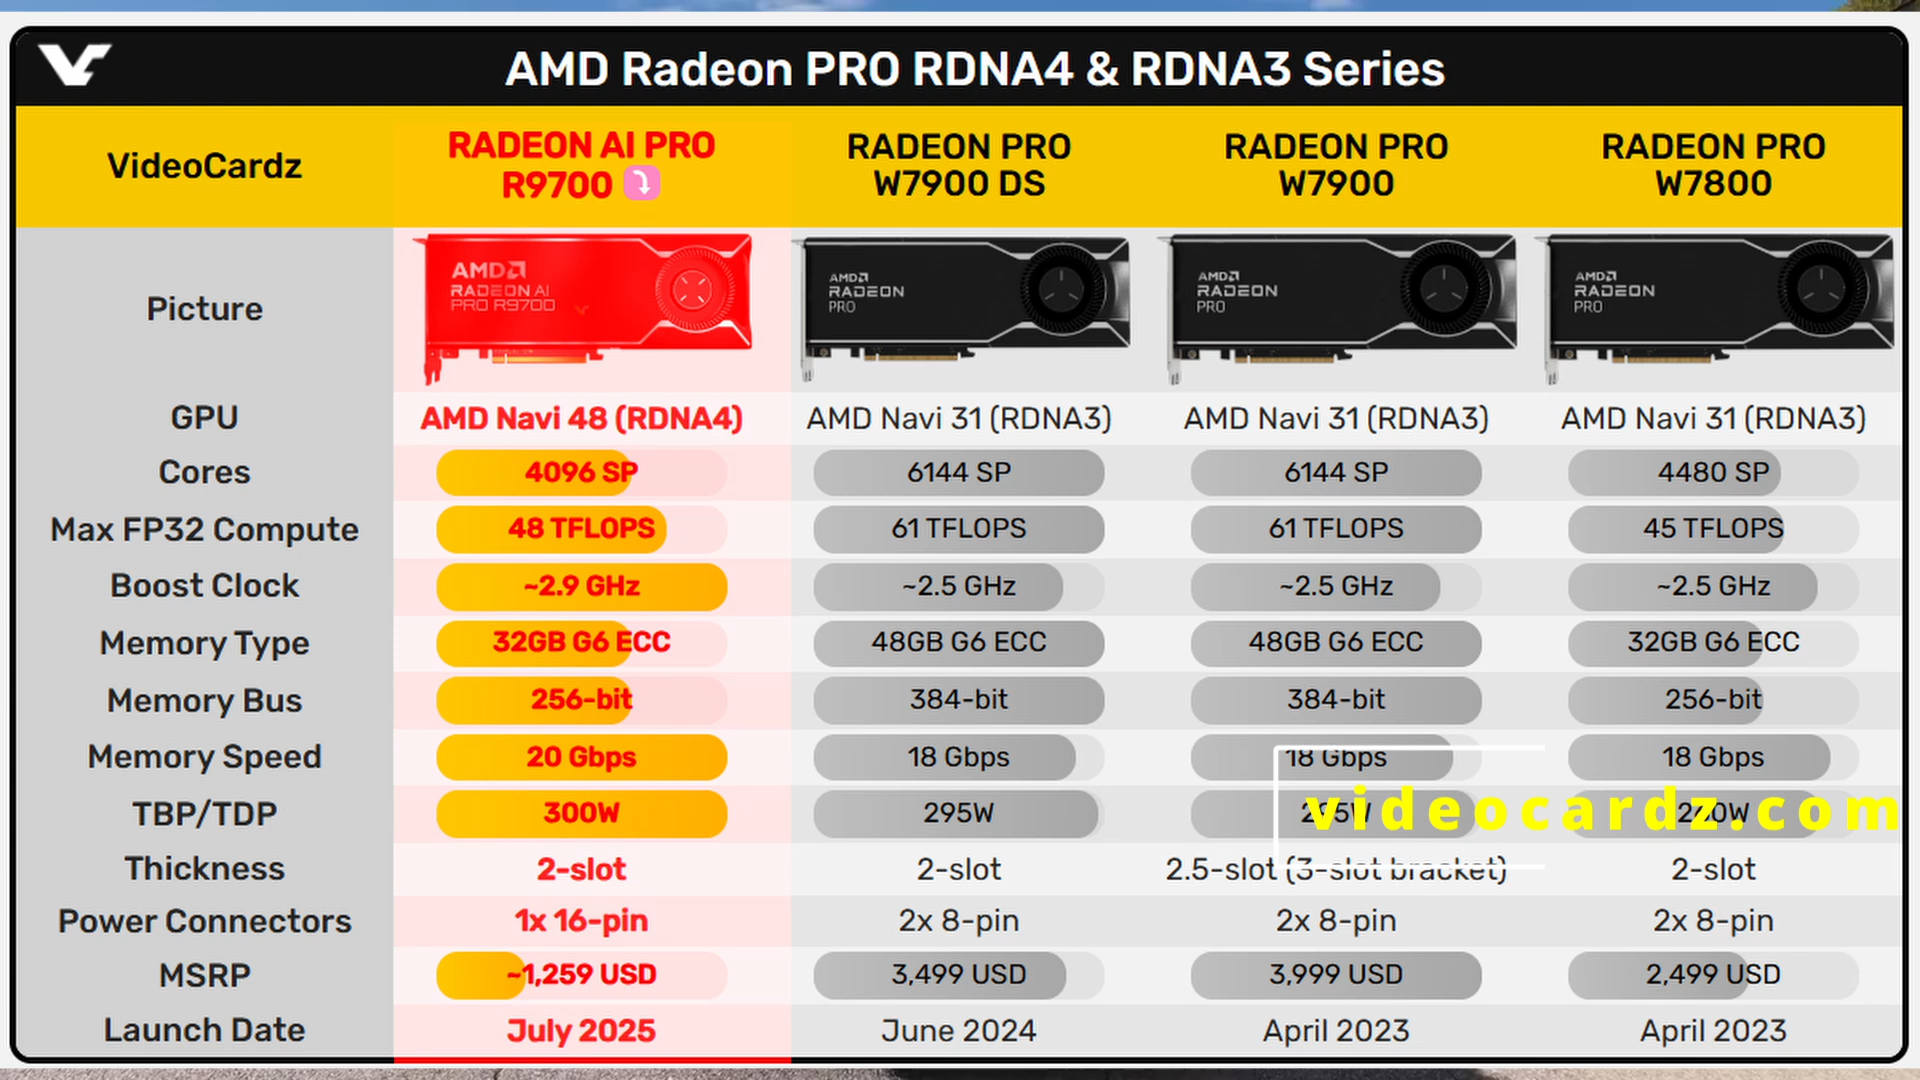 AMD Radeon PRO RDNA4 & RDNA3 Series
VideoCardz
RADEON AI PRO
R9700
RADEON PRO
W7900 DS
RADEON PRO
W7900
RADEON PRO
W7800
Picture
AMD
RADEON AI
PRO R9700
AMD
RADEON
PRO
AMD
RADEON
PRO
AMD
RADEON
PRO
GPU AMD Navi 48 (RDNA4) AMD Navi 31 (RDNA3) AMD Navi 31 (RDNA3) AMD Navi 31 (RDNA3)
Cores 4096 SP 6144 SP 6144 SP 4480 SP
Max FP32 Compute 48 TFLOPS 61 TFLOPS 61 TFLOPS 45 TFLOPS
Boost Clock ~2.9 GHz ~2.5 GHz ~2.5 GHz ~2.5 GHz
Memory Type 32GB G6 ECC 48GB G6 ECC 48GB G6 ECC 32GB G6 ECC
Memory Bus 256-bit 384-bit 384-bit 256-bit
Memory Speed 20 Gbps 18 Gbps 18 Gbps 18 Gbps
TBP/TDP 300W 295W 295W
videocardz.com
Thickness 2-slot 2-slot 2.5-slot (3-slot bracket) 2-slot
Power Connectors 1x 16-pin 2x 8-pin 2x 8-pin 2x 8-pin
MSRP ~1,259 USD 3,499 USD 3,999 USD 2,499 USD
Launch Date July 2025 June 2024 April 2023 April 2023